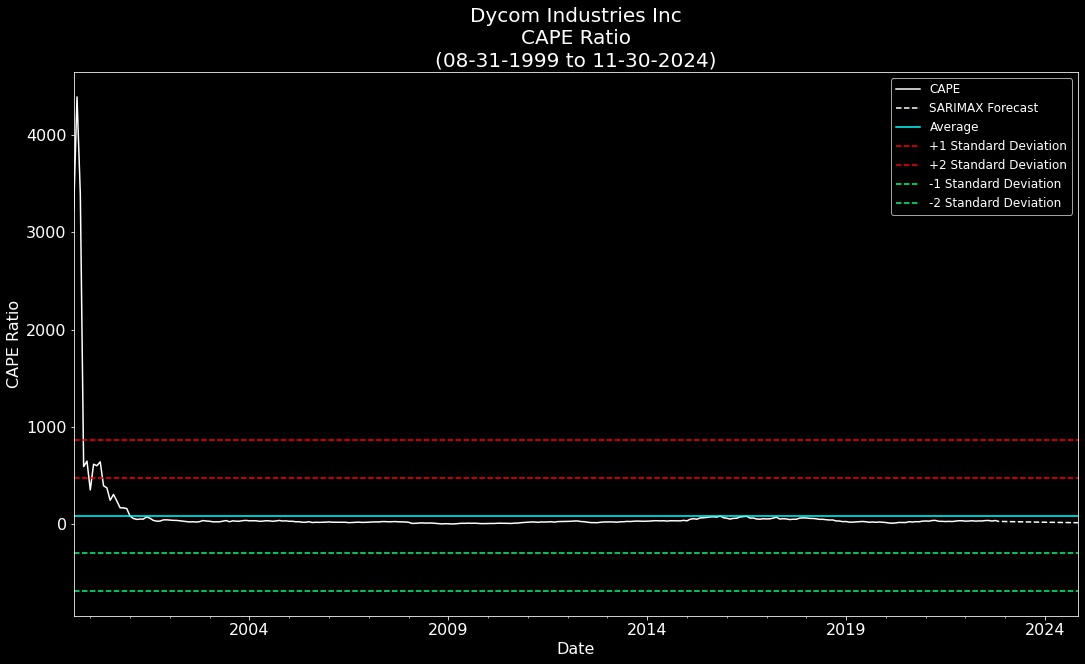 Dycom Industries Inc
CAPE Ratio
(08-31-1999 to 11-30-2024)
CAPE
SARIMAX Forecast
Average
+1 Standard Deviation
+2 Standard Deviation
-1 Standard Deviation
-2 Standard Deviation
4000
3000
2000
1000
0
CAPE Ratio
2004
2009
2014
2019
2024
Date